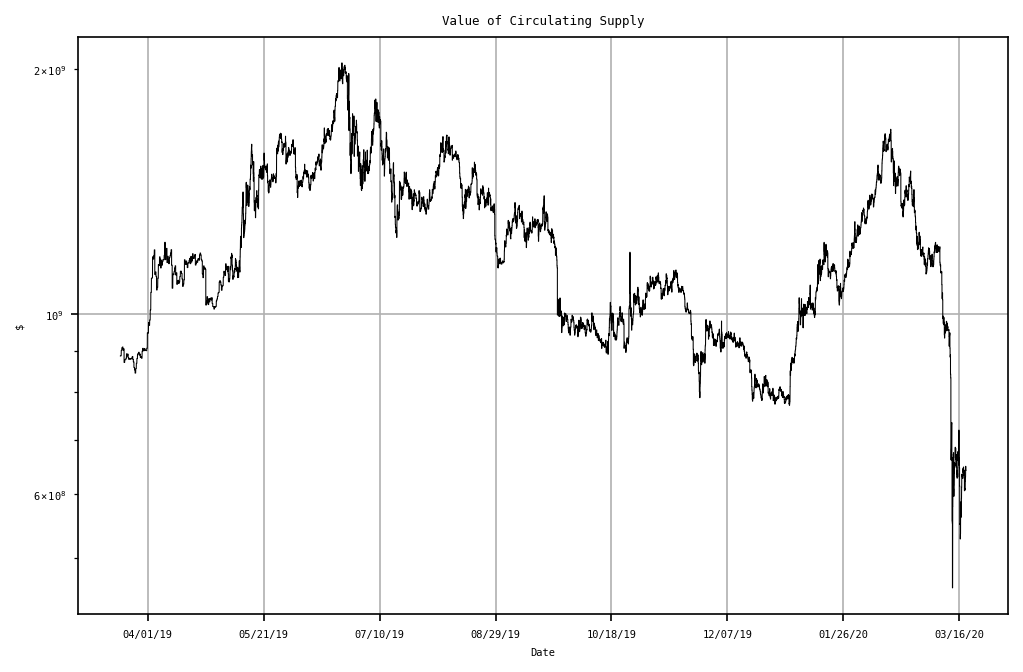 Value of Circulating Supply
2×10⁹
10⁹
6×10⁸
$
04/01/19 05/21/19 07/10/19 08/29/19 10/18/19 12/07/19 01/26/20 03/16/20
Date